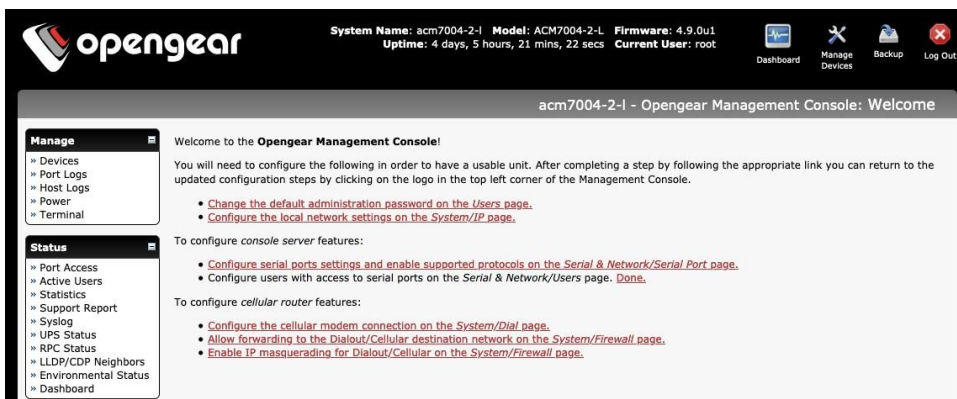 opengear
System Name: acm7004-2-l Model: ACM7004-2-L Firmware: 4.9.0u1
Uptime: 4 days, 5 hours, 21 mins, 22 secs Current User: root
Dashboard
Manage
Devices
Backup
Log Out
acm7004-2-l - Opengear Management Console: Welcome
Manage
» Devices
» Port Logs
» Host Logs
» Power
» Terminal
Status
» Port Access
» Active Users
» Statistics
» Support Report
» Syslog
» UPS Status
» RPC Status
» LLDP/CDP Neighbors
» Environmental Status
» Dashboard
Welcome to the Opengear Management Console!
You will need to configure the following in order to have a usable unit. After completing a step by following the appropriate link you can return to the
updated configuration steps by clicking on the logo in the top left corner of the Management Console.
• Change the default administration password on the Users page.
• Configure the local network settings on the System/IP page.
To configure console server features:
• Configure serial ports settings and enable supported protocols on the Serial & Network/Serial Port page.
• Configure users with access to serial ports on the Serial & Network/Users page. Done.
To configure cellular router features:
• Configure the cellular modem connection on the System/Dial page.
• Allow forwarding to the Dialout/Cellular destination network on the System/Firewall page.
• Enable IP masquerading for Dialout/Cellular on the System/Firewall page.